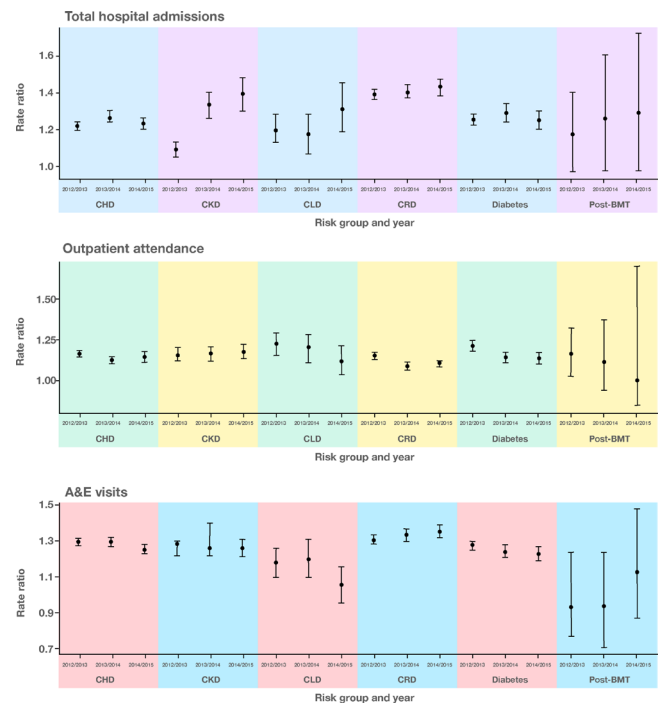 Total hospital admissions
Rate ratio
1.6
1.4
1.2
1.0
2012/2013 2013/2014 2014/2015 2012/2013 2013/2014 2014/2015 2012/2013 2013/2014 2014/2015 2012/2013 2013/2014 2014/2015 2012/2013 2013/2014 2014/2015 2012/2013 2013/2014 2014/2015
CHD CKD CLD CRD Diabetes Post-BMT
Risk group and year
Outpatient attendance
Rate ratio
1.50
1.25
1.00
2012/2013 2013/2014 2014/2015 2012/2013 2013/2014 2014/2015 2012/2013 2013/2014 2014/2015 2012/2013 2013/2014 2014/2015 2012/2013 2013/2014 2014/2015 2012/2013 2013/2014 2014/2015
CHD CKD CLD CRD Diabetes Post-BMT
Risk group and year
A&E visits
Rate ratio
1.5
1.3
1.1
0.9
0.7
2012/2013 2013/2014 2014/2015 2012/2013 2013/2014 2014/2015 2012/2013 2013/2014 2014/2015 2012/2013 2013/2014 2014/2015 2012/2013 2013/2014 2014/2015 2012/2013 2013/2014 2014/2015
CHD CKD CLD CRD Diabetes Post-BMT
Risk group and year